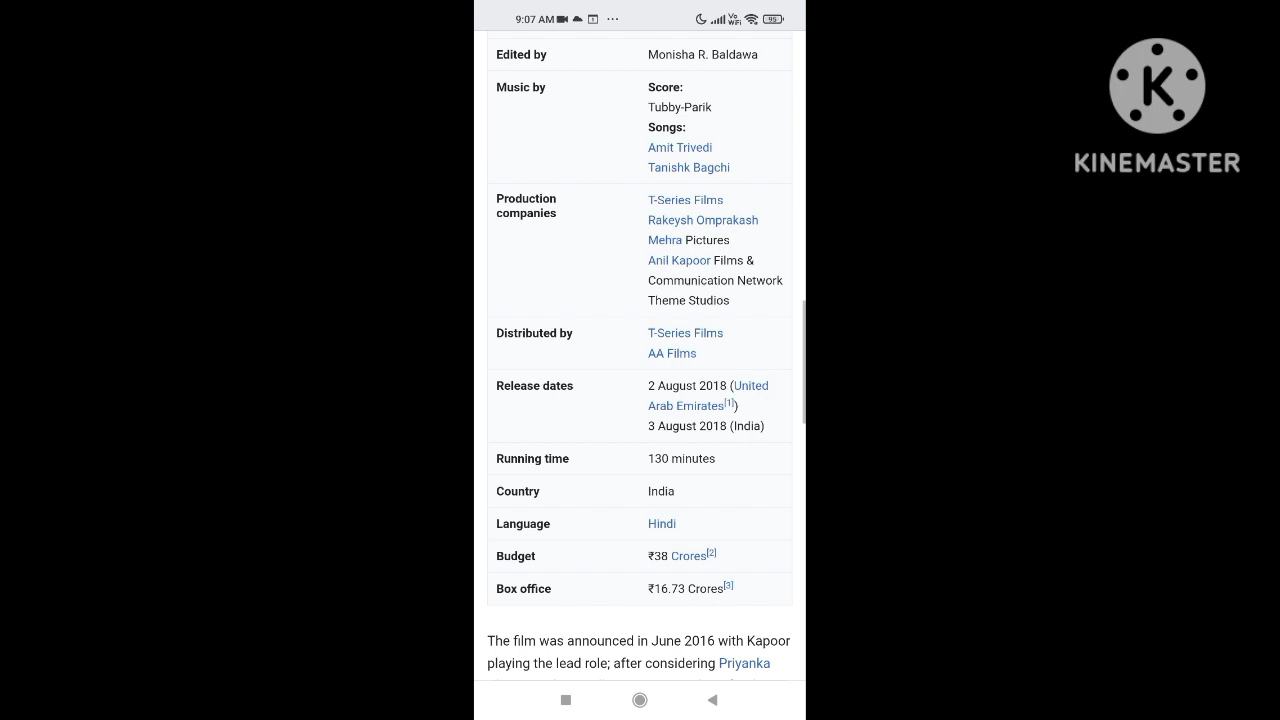 9:07 AM
Vo
WiFi
95
KINEMASTER
Edited by
Monisha R. Baldawa
Music by
Score:
Tubby-Parik
Songs:
Amit Trivedi
Tanishk Bagchi
Production
companies
T-Series Films
Rakeysh Omprakash
Mehra Pictures
Anil Kapoor Films &
Communication Network
Theme Studios
Distributed by
T-Series Films
AA Films
Release dates
2 August 2018 (United
Arab Emirates[1])
3 August 2018 (India)
Running time
130 minutes
Country
India
Language
Hindi
Budget
₹38 Crores[2]
Box office
₹16.73 Crores[3]
The film was announced in June 2016 with Kapoor
playing the lead role; after considering Priyanka